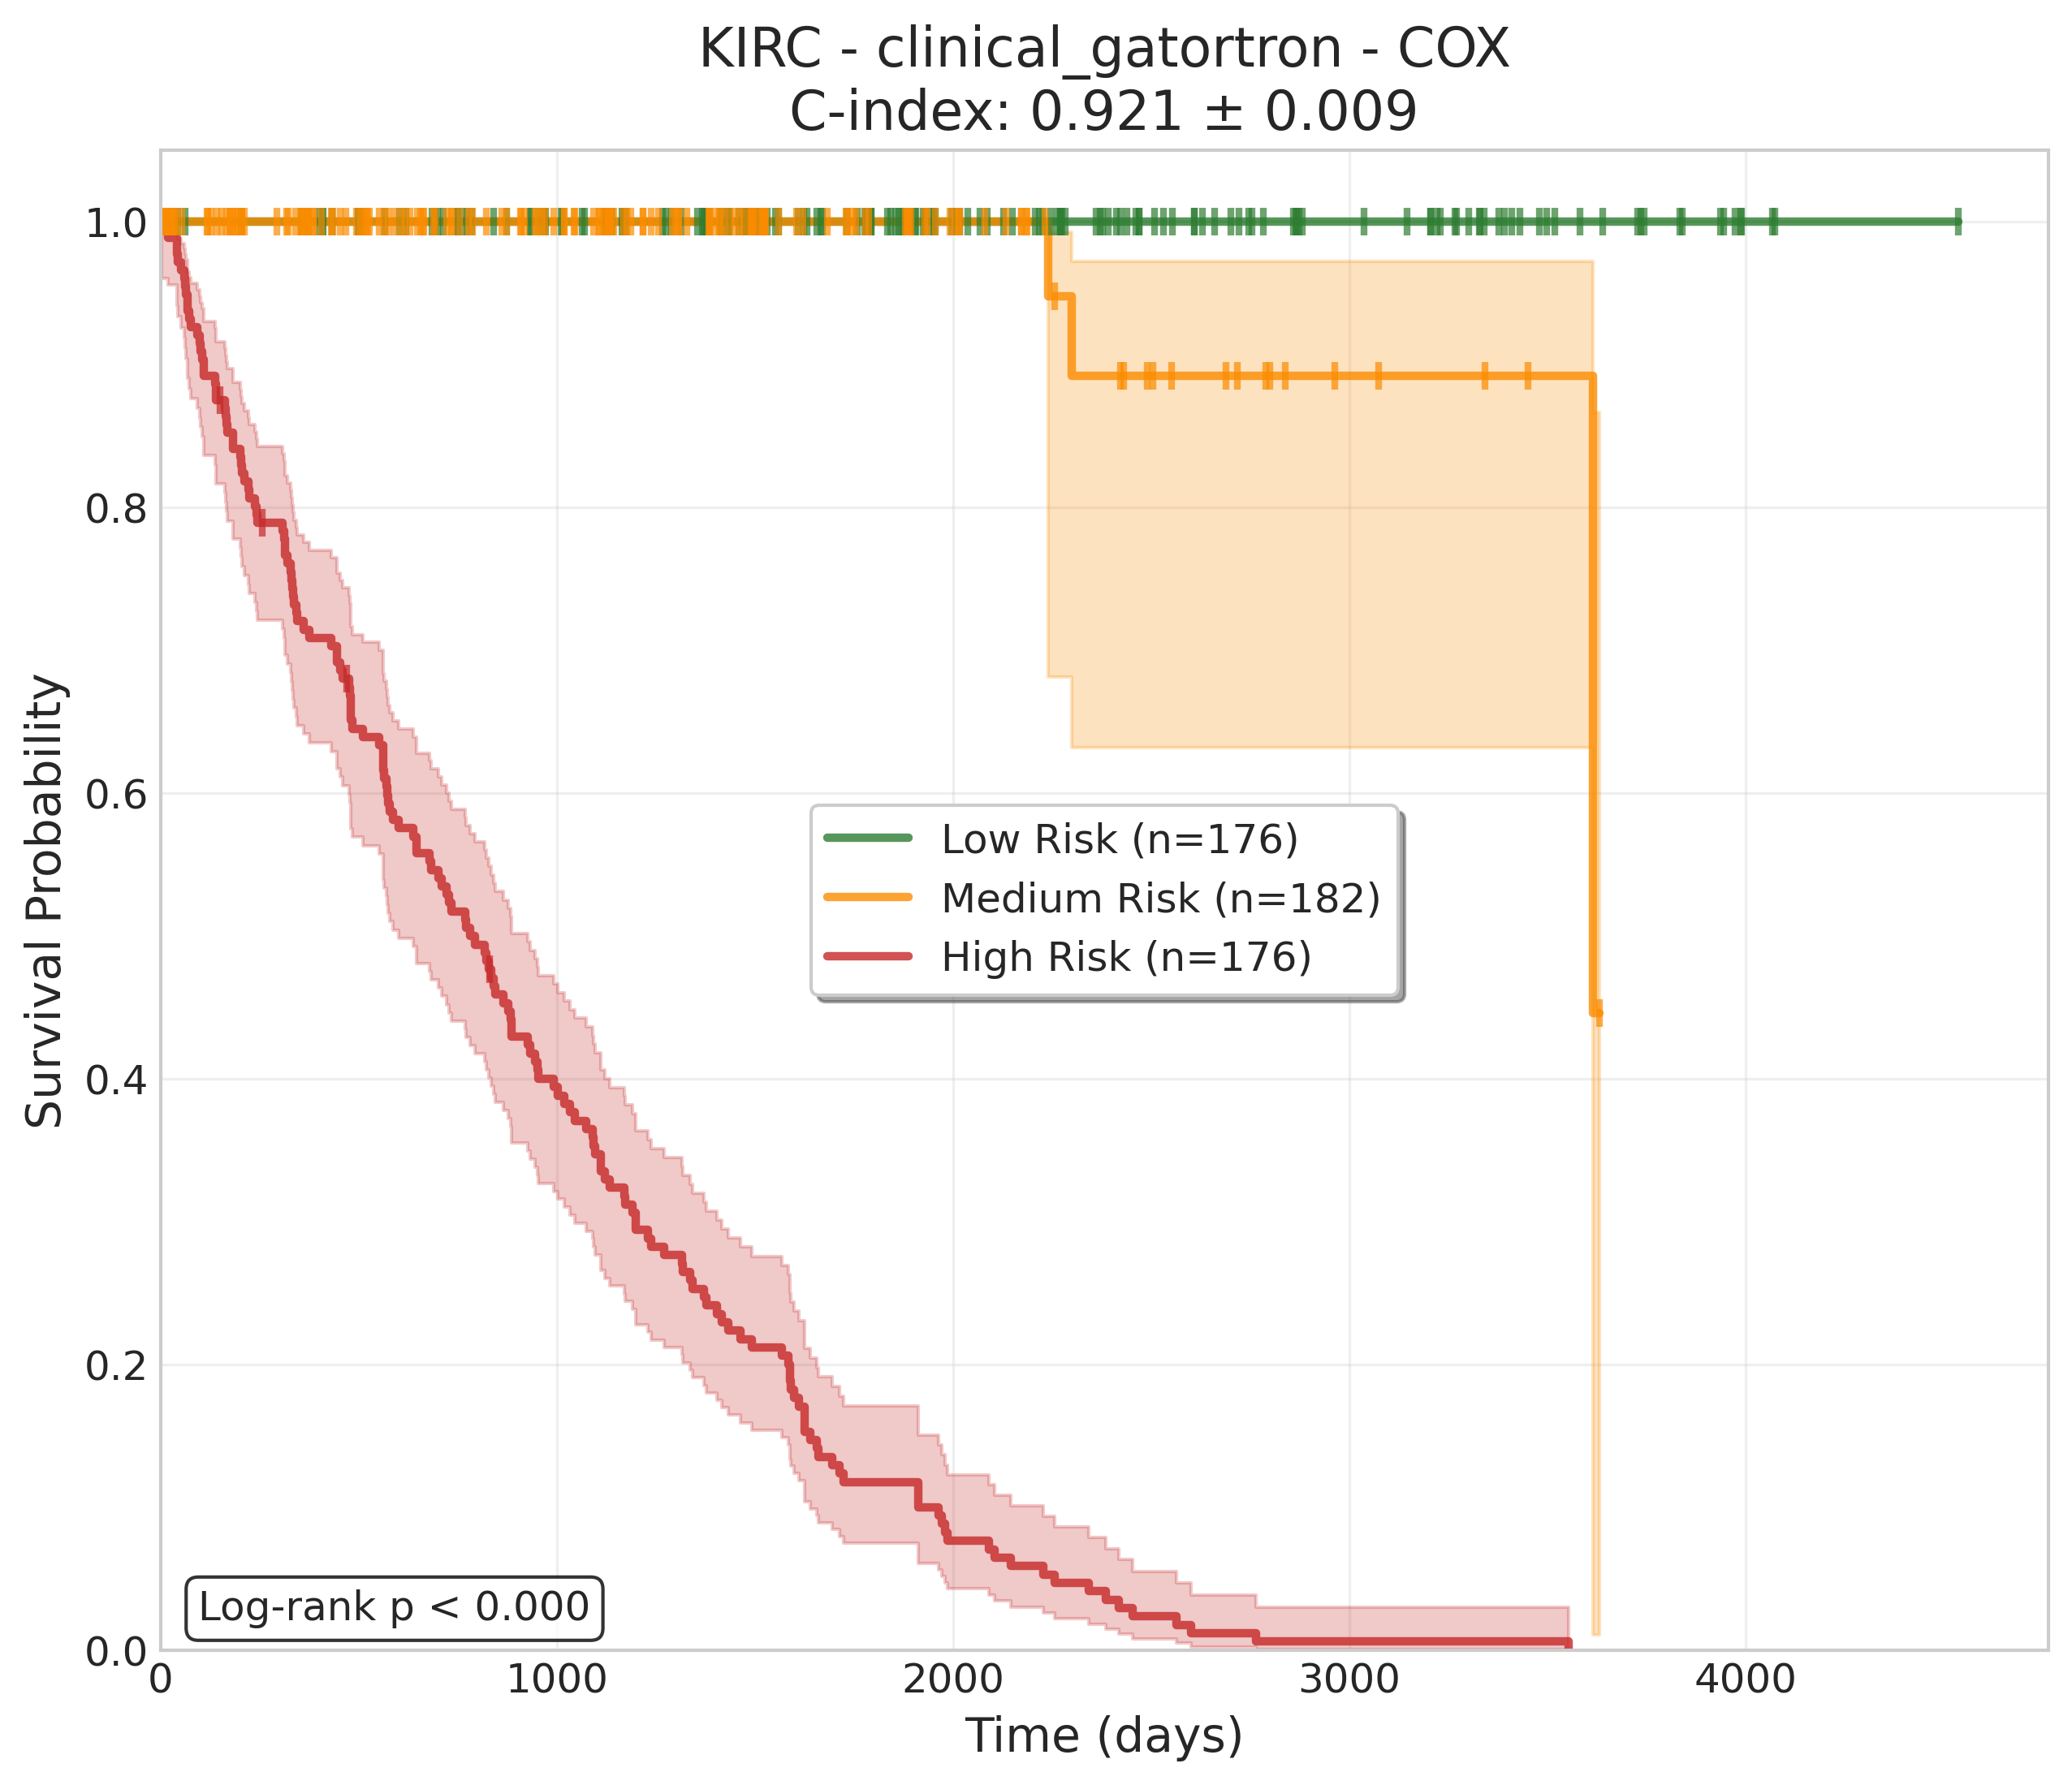 KIRC - clinical_gatortron - COX
C-index: 0.921 ± 0.009
Survival Probability
1.0
0.8
0.6
0.4
0.2
0.0
Low Risk (n=176)
Medium Risk (n=182)
High Risk (n=176)
Log-rank p < 0.000
0 1000 2000 3000 4000
Time (days)